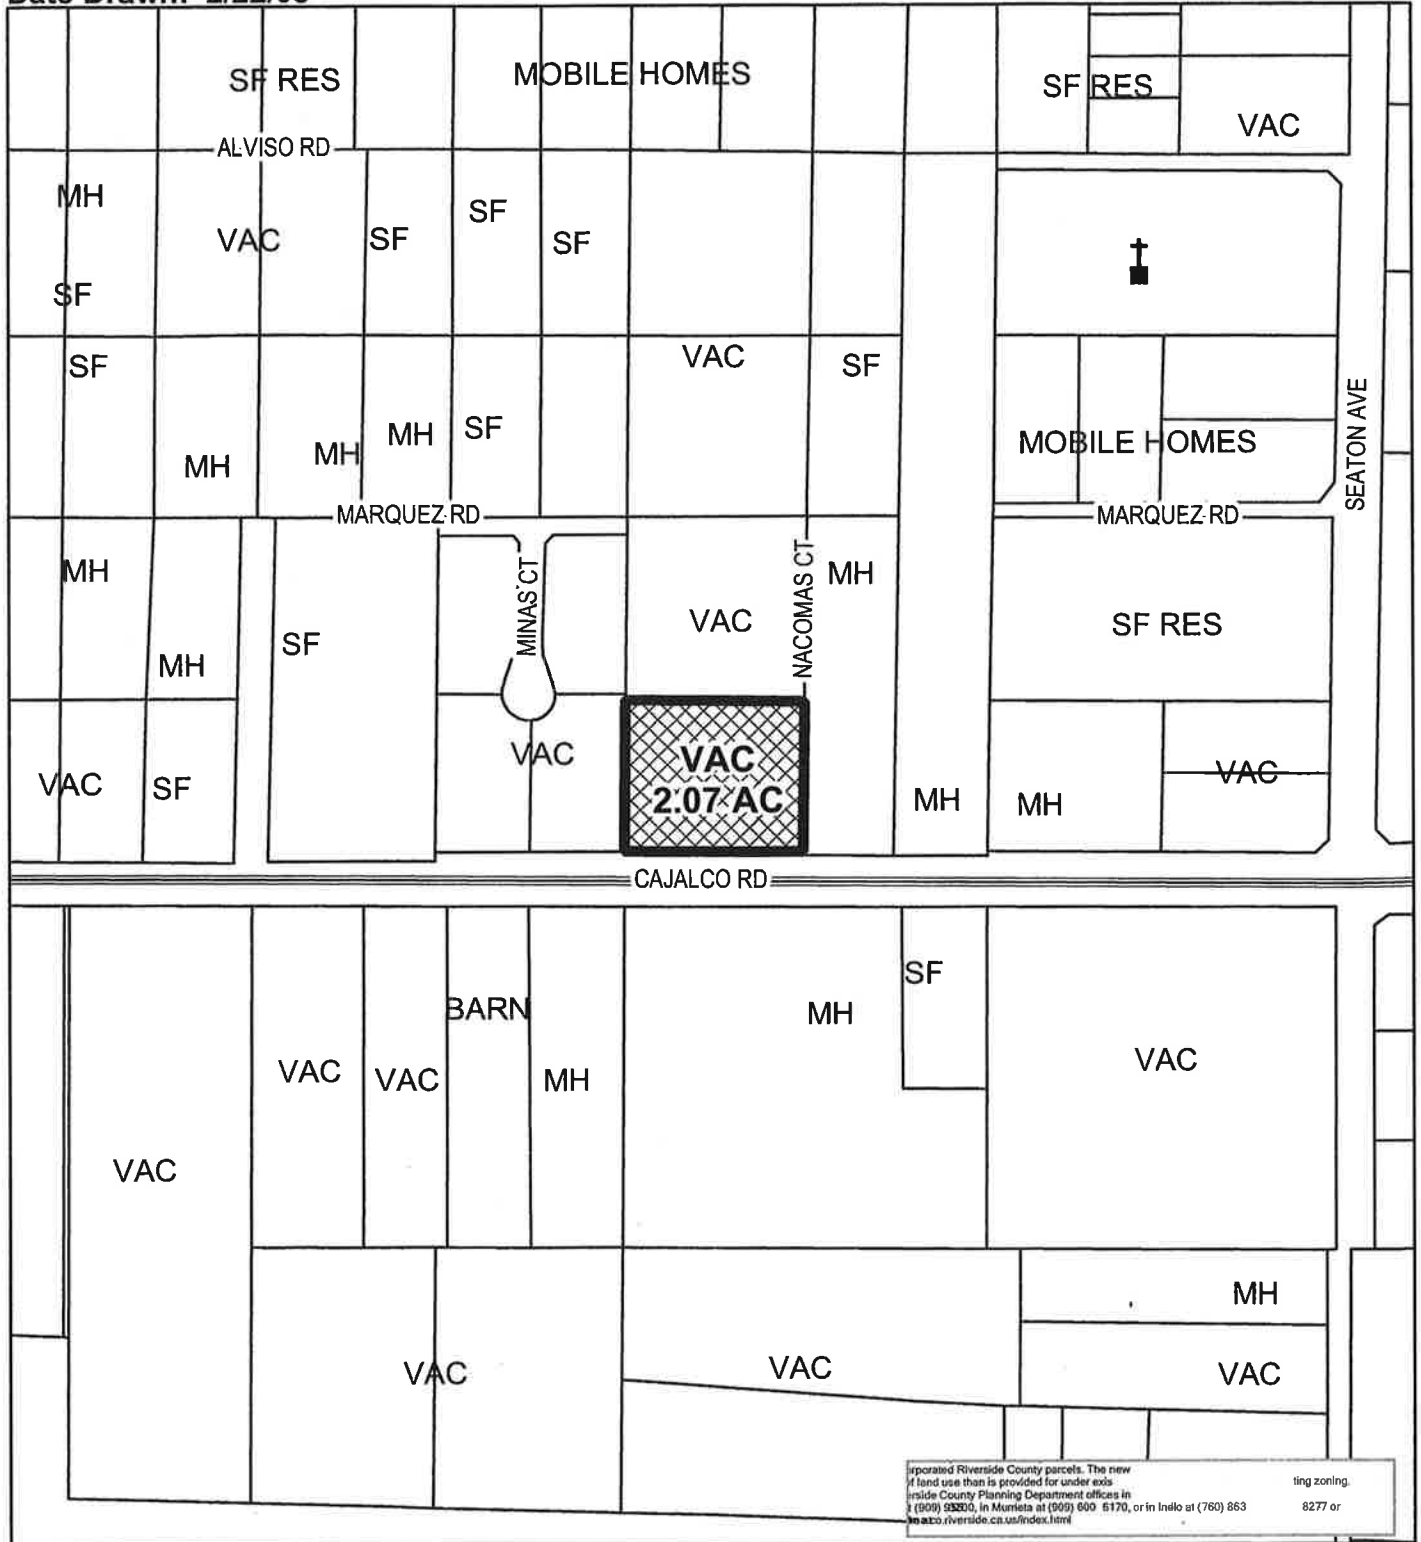 SF RES
MOBILE HOMES
SF RES
VAC
ALVISO RD
MH
VAC
SF
SF
SF
SF
SF
VAC
SF
MH
MH
MH
SF
MOBILE HOMES
SEATON AVE
MARQUEZ RD
MARQUEZ RD
MH
MINAS CT
NACOMAS CT
MH
VAC
SF RES
SF
MH
VAC
VAC
2.07 AC
VAC
VAC
SF
MH
MH
VAC
CAJALCO RD
SF
BARN
MH
VAC
VAC
MH
VAC
VAC
MH
VAC
VAC
VAC
rporated Riverside County parcels. The new
f land use than is provided for under exis ting zoning.
rside County Planning Department offices in
(909) in Murrieta at (909) 600 6170, or in Indio at (760) 863 8277 or
co.riverside.ca.us/index.html